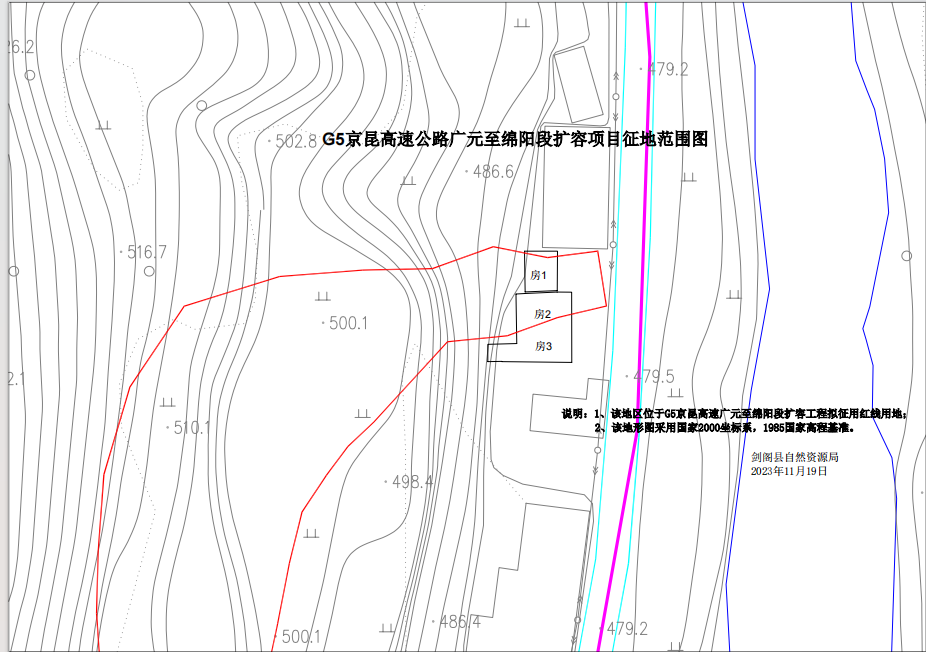 26.2
479.2
502.8
G5京昆高速公路广元至绵阳段扩容项目征地范围图
486.6
516.7
房1
500.1
房2
房3
2.1
479.5
说明：1、该地区位于G5京昆高速广元至绵阳段扩容工程拟征用红线用地；
2、该地形图采用国家2000坐标系，1985国家高程基准。
510.1
剑阁县自然资源局
2023年11月19日
498.4
486.4
479.2
500.1